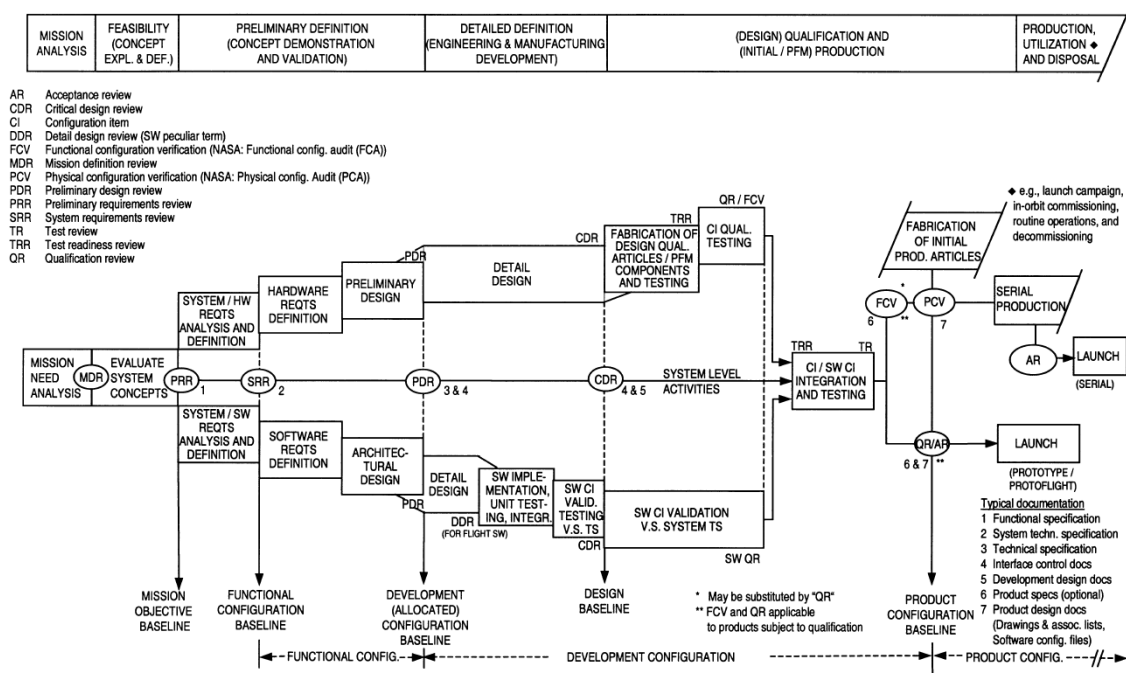 MISSION
ANALYSIS
FEASIBILITY
(CONCEPT
EXPL. & DEF.)
PRELIMINARY DEFINITION
(CONCEPT DEMONSTRATION
AND VALIDATION)
DETAILED DEFINITION
(ENGINEERING & MANUFACTURING
DEVELOPMENT)
(DESIGN) QUALIFICATION AND
(INITIAL / PFM) PRODUCTION
PRODUCTION,
UTILIZATION ◆
AND DISPOSAL
AR Acceptance review
CDR Critical design review
CI Configuration item
DDR Detail design review (SW peculiar term)
FCV Functional configuration verification (NASA: Functional config. audit (FCA))
MDR Mission definition review
PCV Physical configuration verification (NASA: Physical config. Audit (PCA))
PDR Preliminary design review
PRR Preliminary requirements review
SRR System requirements review
TR Test review
TRR Test readiness review
QR Qualification review
◆ e.g., launch campaign,
in-orbit commissioning,
routine operations, and
decommissioning
QR / FCV
TRR
CI QUAL.
TESTING
CDR
FABRICATION OF
DESIGN QUAL.
ARTICLES / PFM
COMPONENTS
AND TESTING
FABRICATION
OF INITIAL
PROD. ARTICLES
PDR
DETAIL
DESIGN
PRELIMINARY
DESIGN
HARDWARE
REQTS
DEFINITION
SYSTEM / HW
REQTS
ANALYSIS AND
DEFINITION
FCV
*
6
**
PCV
7
SERIAL
PRODUCTION
AR
LAUNCH
(SERIAL)
MISSION
NEED
ANALYSIS
MDR
EVALUATE
SYSTEM
CONCEPTS
PRR
1
SRR
2
PDR
3 & 4
CDR
4 & 5
SYSTEM LEVEL
ACTIVITIES
TRR
TR
CI / SW CI
INTEGRATION
AND TESTING
SYSTEM / SW
REQTS
ANALYSIS AND
DEFINITION
SOFTWARE
REQTS
DEFINITION
ARCHITEC-
TURAL
DESIGN
PDR
DETAIL
DESIGN
DDR
(FOR FLIGHT SW)
SW IMPLE-
MENTATION,
UNIT TEST-
ING, INTEGR.
SW CI
VALID.
TESTING
V.S. TS
CDR
SW CI VALIDATION
V.S. SYSTEM TS
SW QR
QR/AR
6 & 7
**
LAUNCH
(PROTOTYPE /
PROTOFLIGHT)
Typical documentation
1 Functional specification
2 System techn. specification
3 Technical specification
4 Interface control docs
5 Development design docs
6 Product specs (optional)
7 Product design docs
(Drawings & assoc. lists,
Software config. files)
MISSION
OBJECTIVE
BASELINE
FUNCTIONAL
CONFIGURATION
BASELINE
DEVELOPMENT
(ALLOCATED)
CONFIGURATION
BASELINE
DESIGN
BASELINE
* May be substituted by "QR"
** FCV and QR applicable
to products subject to qualification
PRODUCT
CONFIGURATION
BASELINE
FUNCTIONAL CONFIG.
DEVELOPMENT CONFIGURATION
PRODUCT CONFIG.